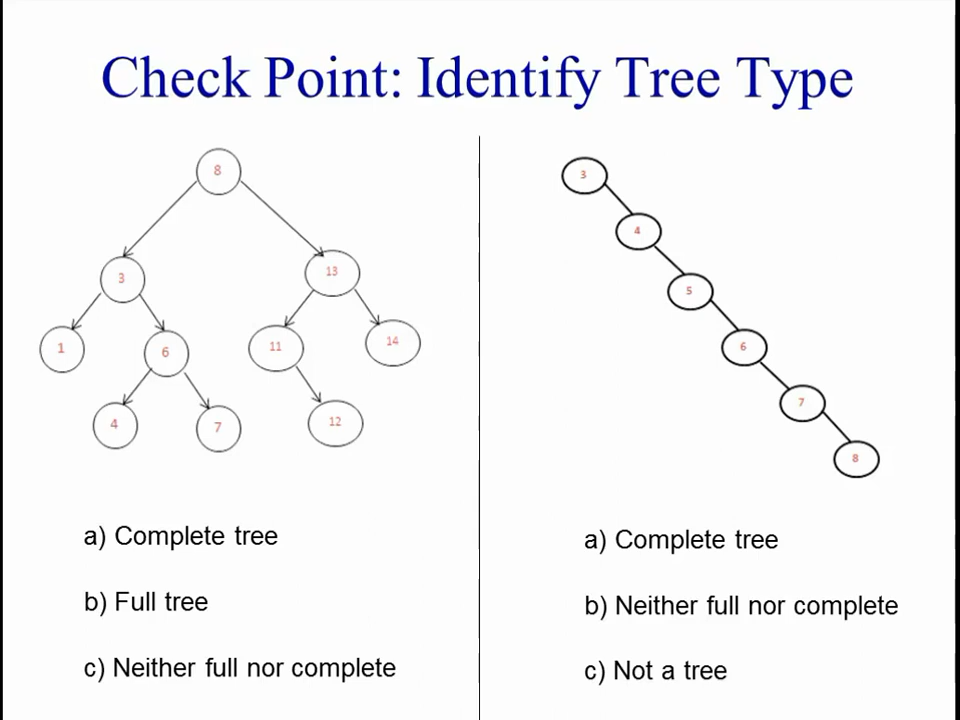 Check Point: Identify Tree Type
8
3
13
1
6
11
14
4
7
12
a) Complete tree
b) Full tree
c) Neither full nor complete
3
4
5
6
7
8
a) Complete tree
b) Neither full nor complete
c) Not a tree